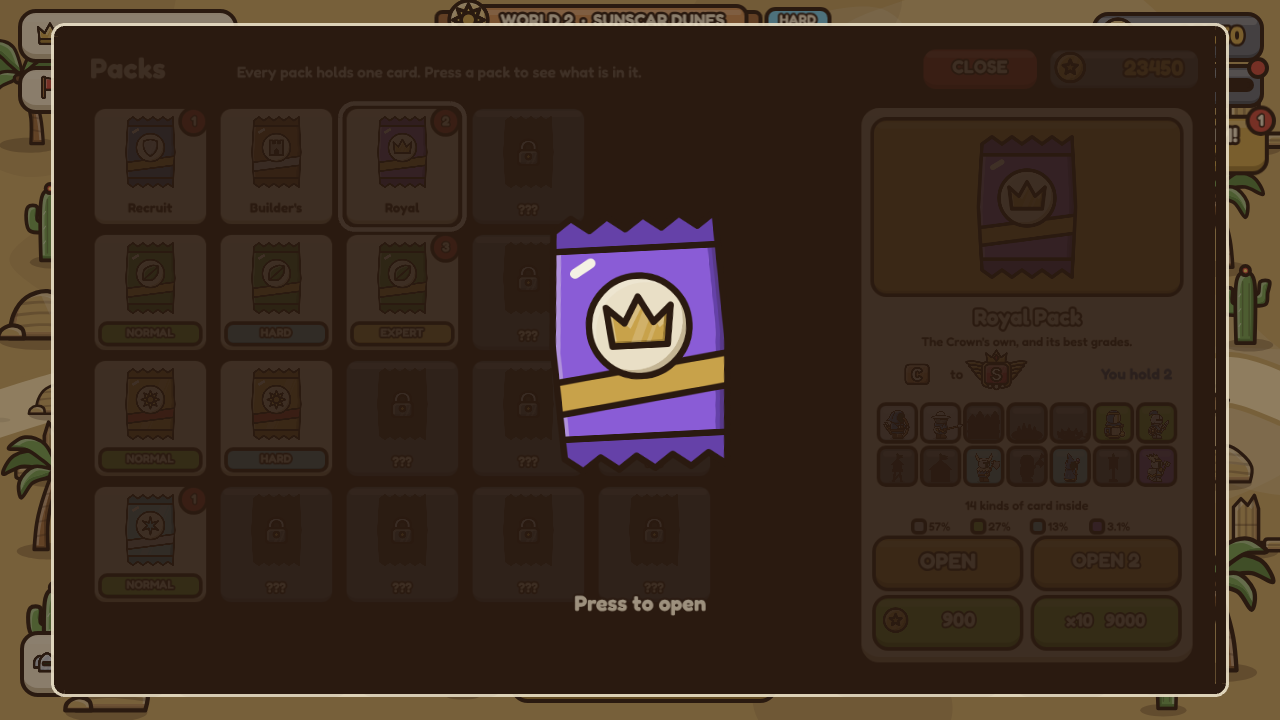 WORLD 2 - SUNSCAR DUNES
HARD
Packs
Every pack holds one card. Press a pack to see what is in it.
CLOSE
23450
1
2
1
Recruit
Builder's
Royal
???
3
NORMAL
HARD
EXPERT
???
NORMAL
HARD
???
???
1
NORMAL
???
???
???
???
Press to open
Royal Pack
The Crown's own, and its best grades.
C to S
You hold 2
14 kinds of card inside
57% 27% 13% 3.1%
OPEN
OPEN 2
900
x10 9000